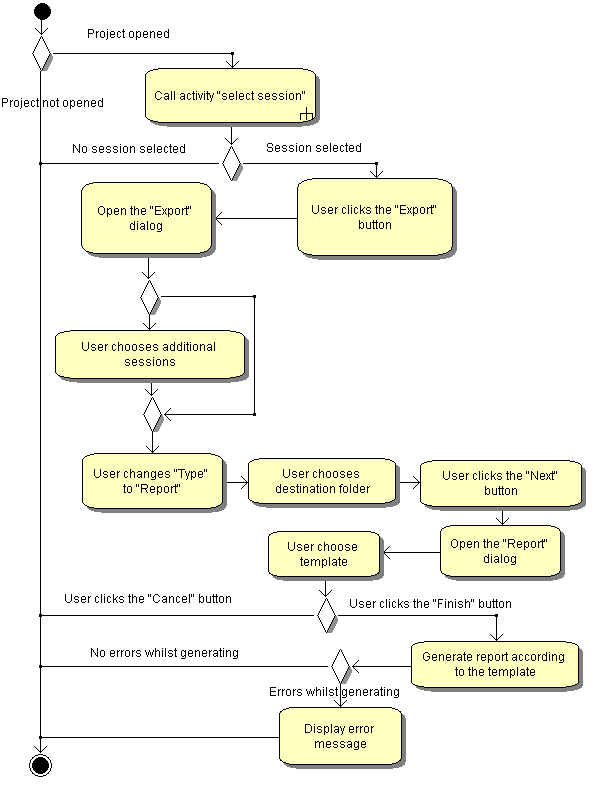 Project opened
Project not opened
Call activity "select session"
No session selected
Session selected
Open the "Export"
dialog
User clicks the "Export"
button
User chooses additional
sessions
User changes "Type"
to "Report"
User chooses
destination folder
User clicks the "Next"
button
User choose
template
Open the "Report"
dialog
User clicks the "Cancel" button
User clicks the "Finish" button
No errors whilst generating
Generate report according
to the template
Errors whilst generating
Display error
message